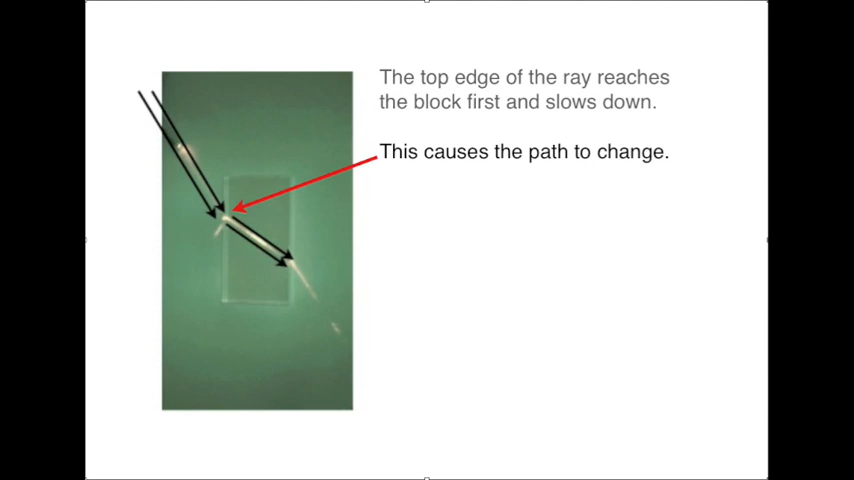 The top edge of the ray reaches
the block first and slows down.
This causes the path to change.